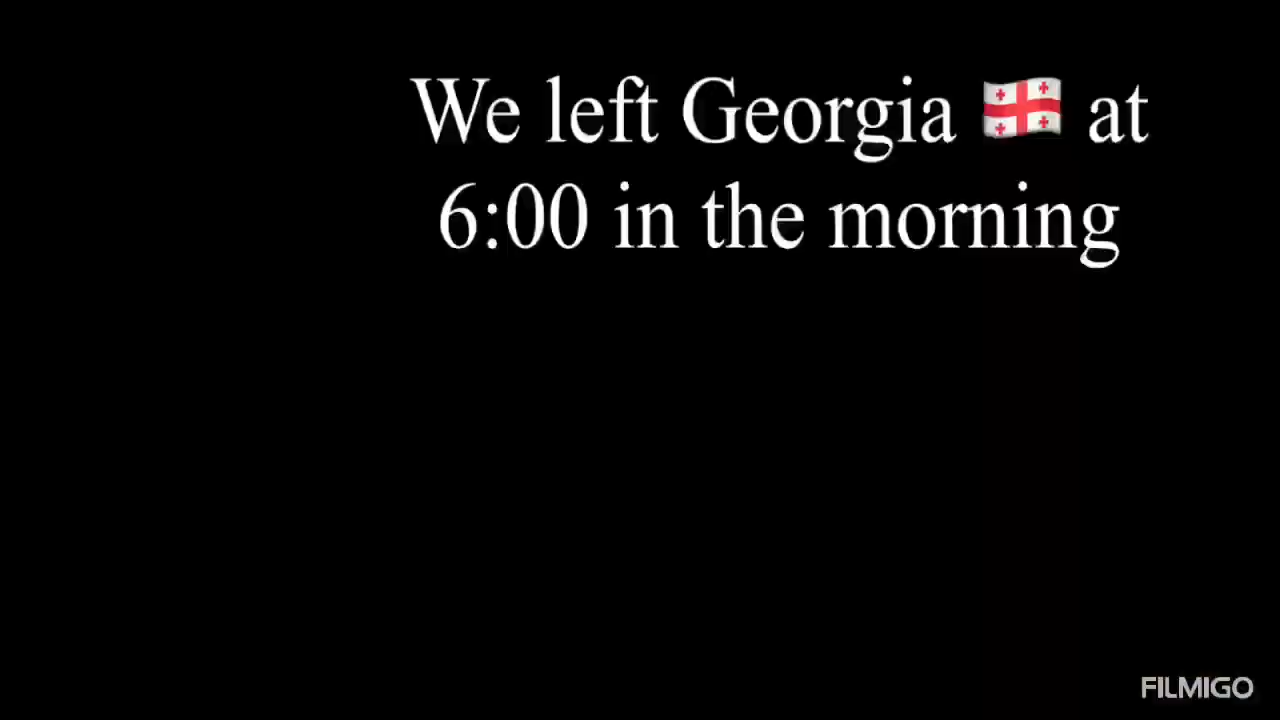 We left Georgia 🇬🇪 at
6:00 in the morning
FILMIGO